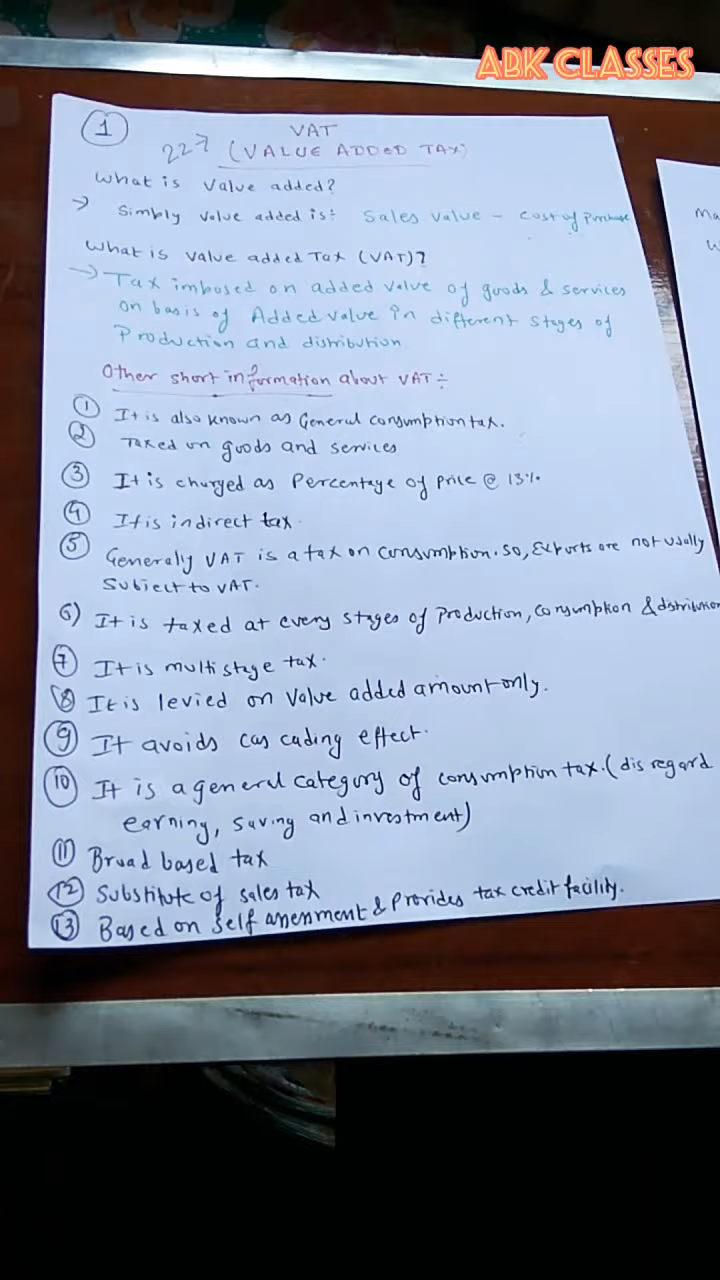 ABK CLASSES
1
VAT
227 (VALUE ADDED TAX)
What is Value added?
→ Simply value added is÷ Sales value - Cost of Purchase
What is value added Tax (VAT)?
→ Tax imposed on added value of goods & services
on basis of Added value in different stages of
Production and distribution
Other short information about VAT÷
1 It is also known as General consumption tax.
2 Taxed on goods and services
3 It is charged as Percentage of price @ 13%
4 It is indirect tax.
5 Generally VAT is a tax on consumption. So, Exports are not usually
Subject to VAT.
6) It is taxed at every stages of Production, Consumption & distribution
7 It is multi stage tax.
8 It is levied on value added amount only.
9 It avoids cas cading effect.
10 It is a general category of consumption tax. (disregard
earning, saving and investment)
11 Broad based tax
12 Substitute of sales tax
13 Based on self assessment & Provides tax credit facility.
Ma